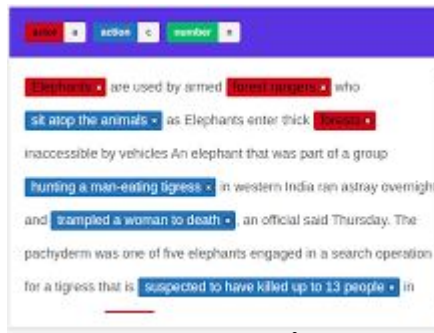 actor a action c number n
Elephants are used by armed forest rangers who
sit atop the animals as Elephants enter thick forests
inaccessible by vehicles An elephant that was part of a group
hunting a man-eating tigress in western India ran astray overnight
and trampled a woman to death , an official said Thursday. The
pachyderm was one of five elephants engaged in a search operation
for a tigress that is suspected to have killed up to 13 people in